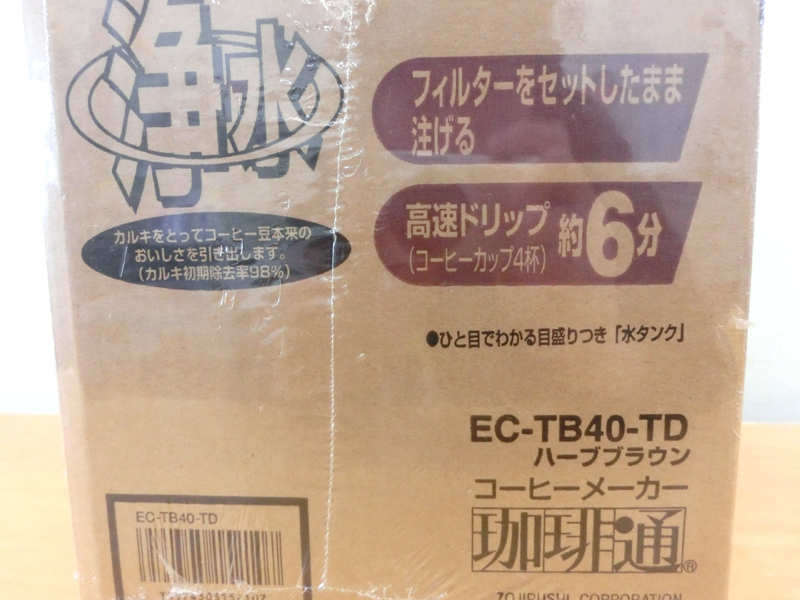 浄水
カルキをとってコーヒー豆本来の
おいしさを引き出します。
(カルキ初期除去率98%)
フィルターをセットしたまま
注げる
高速ドリップ
(コーヒーカップ4杯)
約6分
●ひと目でわかる目盛りつき「水タンク」
EC-TB40-TD
ハーブブラウン
コーヒーメーカー
珈琲通®
EC-TB40-TD
ZOJIRUSHI CORPORATION